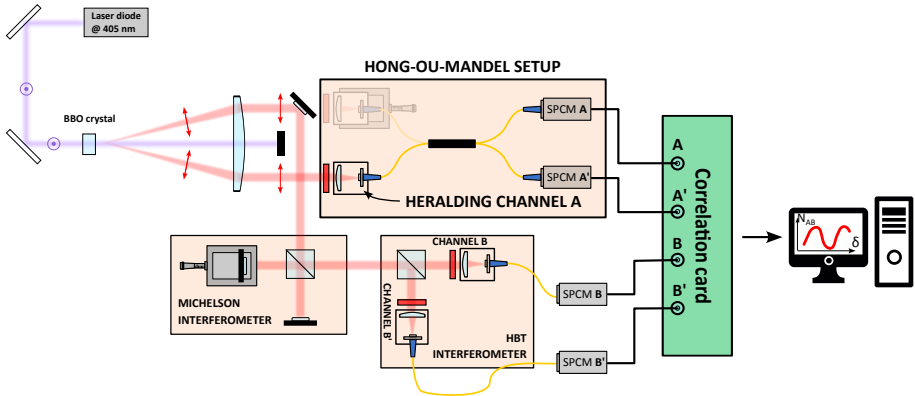 Laser diode
@ 405 nm
HONG-OU-MANDEL SETUP
BBO crystal
SPCM A
SPCM A'
HERALDING CHANNEL A
A
A'
B
B'
Correlation card
N_AB
δ
CHANNEL B
CHANNEL B'
MICHELSON
INTERFEROMETER
HBT
INTERFEROMETER
SPCM B
SPCM B'